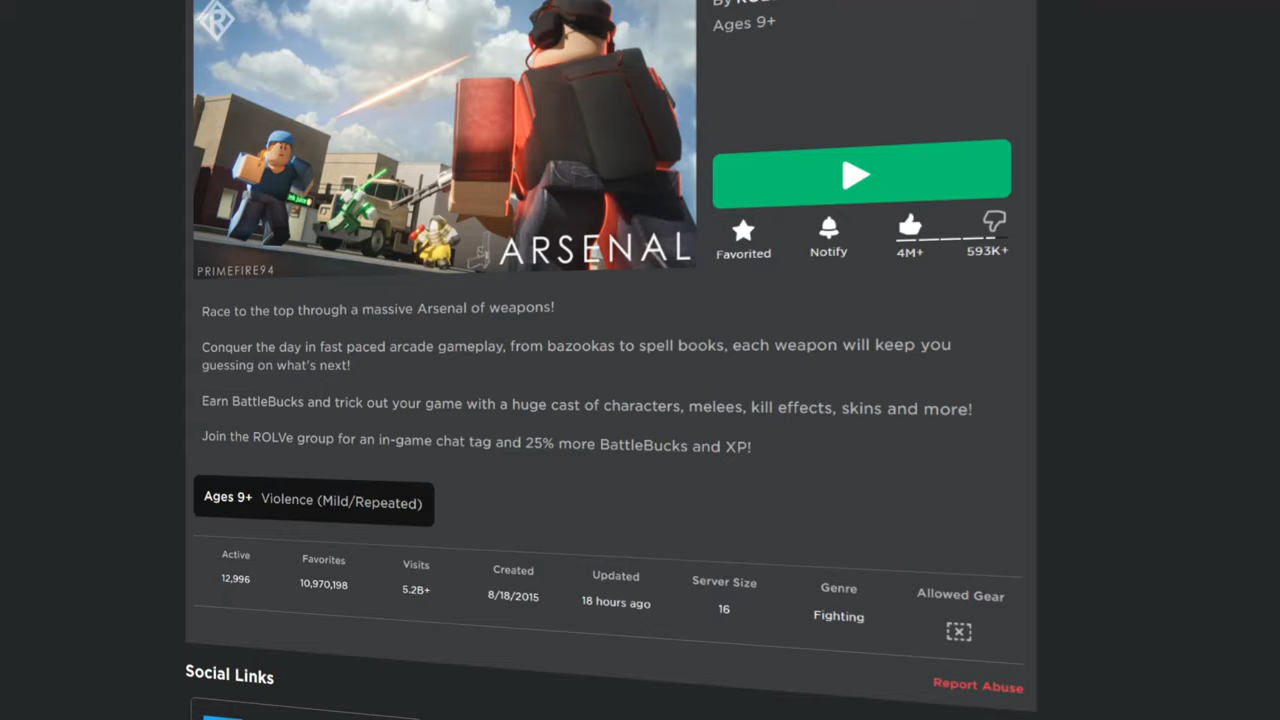 Ages 9+
ARSENAL
PRIMEFIRE94
Favorited
Notify
4M+
593K+
Race to the top through a massive Arsenal of weapons!
Conquer the day in fast paced arcade gameplay, from bazookas to spell books, each weapon will keep you
guessing on what's next!
Earn BattleBucks and trick out your game with a huge cast of characters, melees, kill effects, skins and more!
Join the ROLVe group for an in-game chat tag and 25% more BattleBucks and XP!
Ages 9+ Violence (Mild/Repeated)
Active Favorites Visits Created Updated Server Size Genre Allowed Gear
12,996 10,970,198 5.2B+ 8/18/2015 18 hours ago 16 Fighting
Report Abuse
Social Links